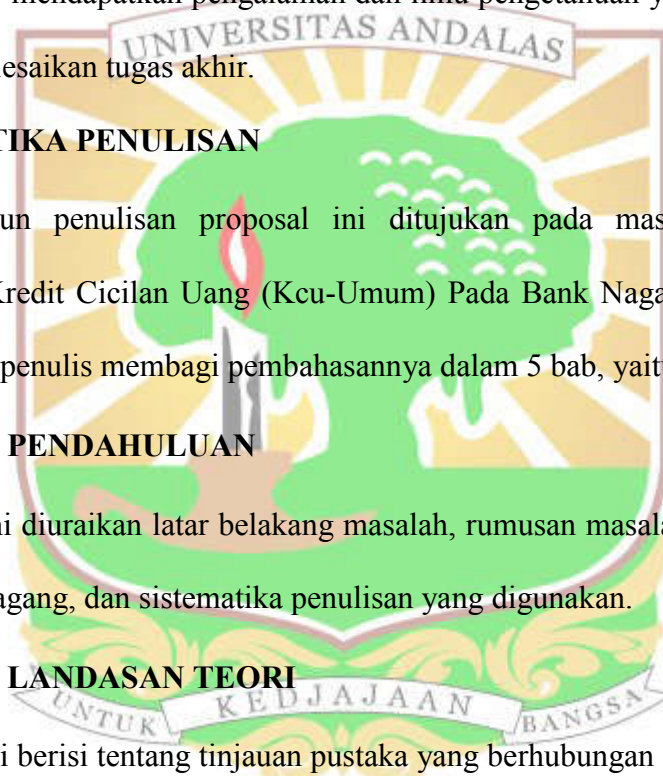 mendapatkan pengalaman dan ilmu pengetahuan y
UNIVERSITAS ANDALAS
esaikan tugas akhir.
TIKA PENULISAN
un penulisan proposal ini ditujukan pada mas
Kredit Cicilan Uang (Kcu-Umum) Pada Bank Naga
penulis membagi pembahasannya dalam 5 bab, yait
PENDAHULUAN
ni diuraikan latar belakang masalah, rumusan masala
agang, dan sistematika penulisan yang digunakan.
LANDASAN TEORI
UNTUK KEDJAJAAN BANGSA
i berisi tentang tinjauan pustaka yang berhubungan